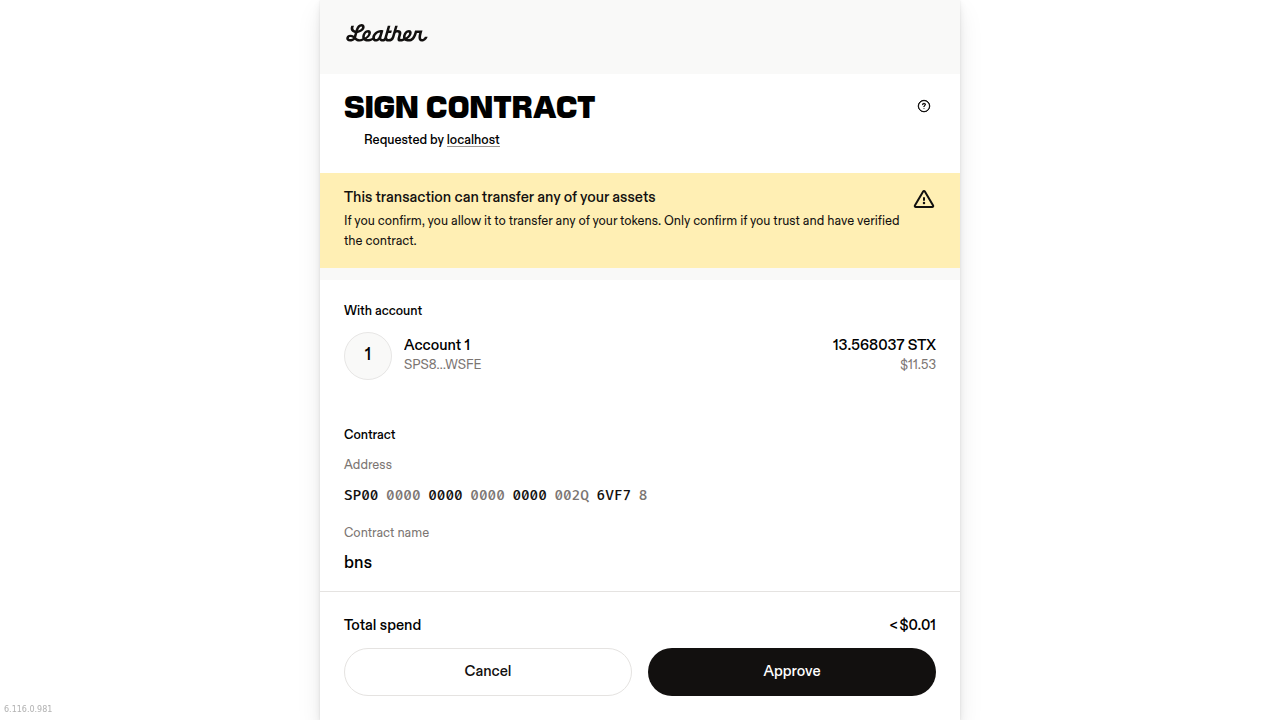 Leather
SIGN CONTRACT
Requested by localhost
This transaction can transfer any of your assets
If you confirm, you allow it to transfer any of your tokens. Only confirm if you trust and have verified
the contract.
With account
1
Account 1
13.568037 STX
SPS8...WSFE
$11.53
Contract
Address
SP00 0000 0000 0000 0000 002Q 6VF7 8
Contract name
bns
Total spend
<$0.01
Cancel
Approve
6.116.0.981